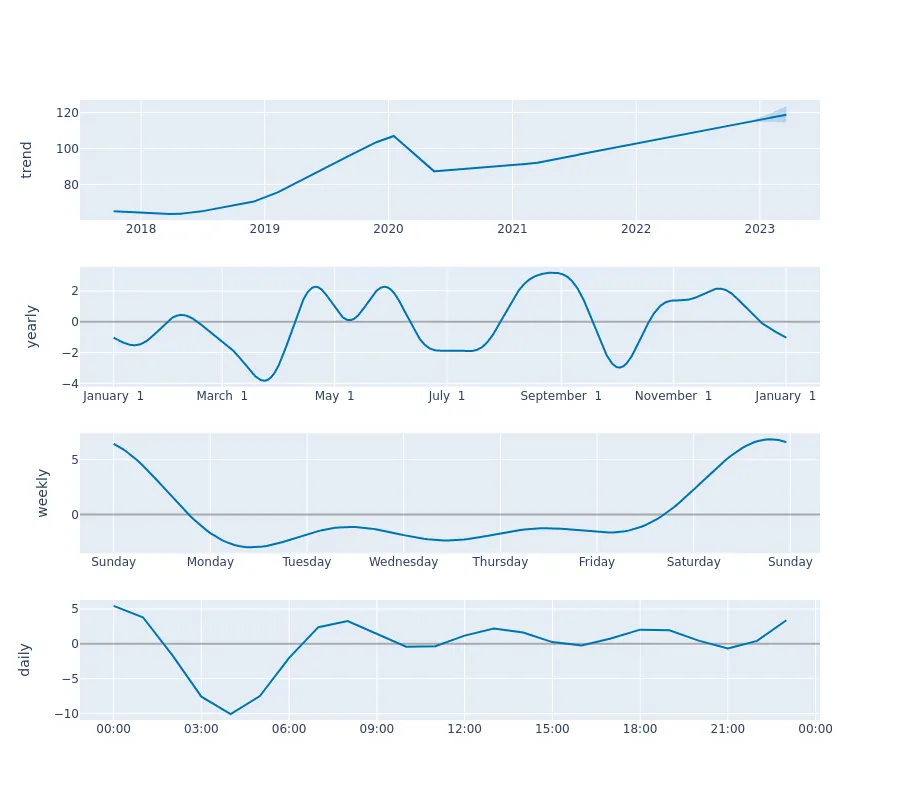 trend
120
100
80
2018 2019 2020 2021 2022 2023
yearly
2
0
−2
−4
January 1 March 1 May 1 July 1 September 1 November 1 January 1
weekly
5
0
Sunday Monday Tuesday Wednesday Thursday Friday Saturday Sunday
daily
5
0
−5
−10
00:00 03:00 06:00 09:00 12:00 15:00 18:00 21:00 00:00